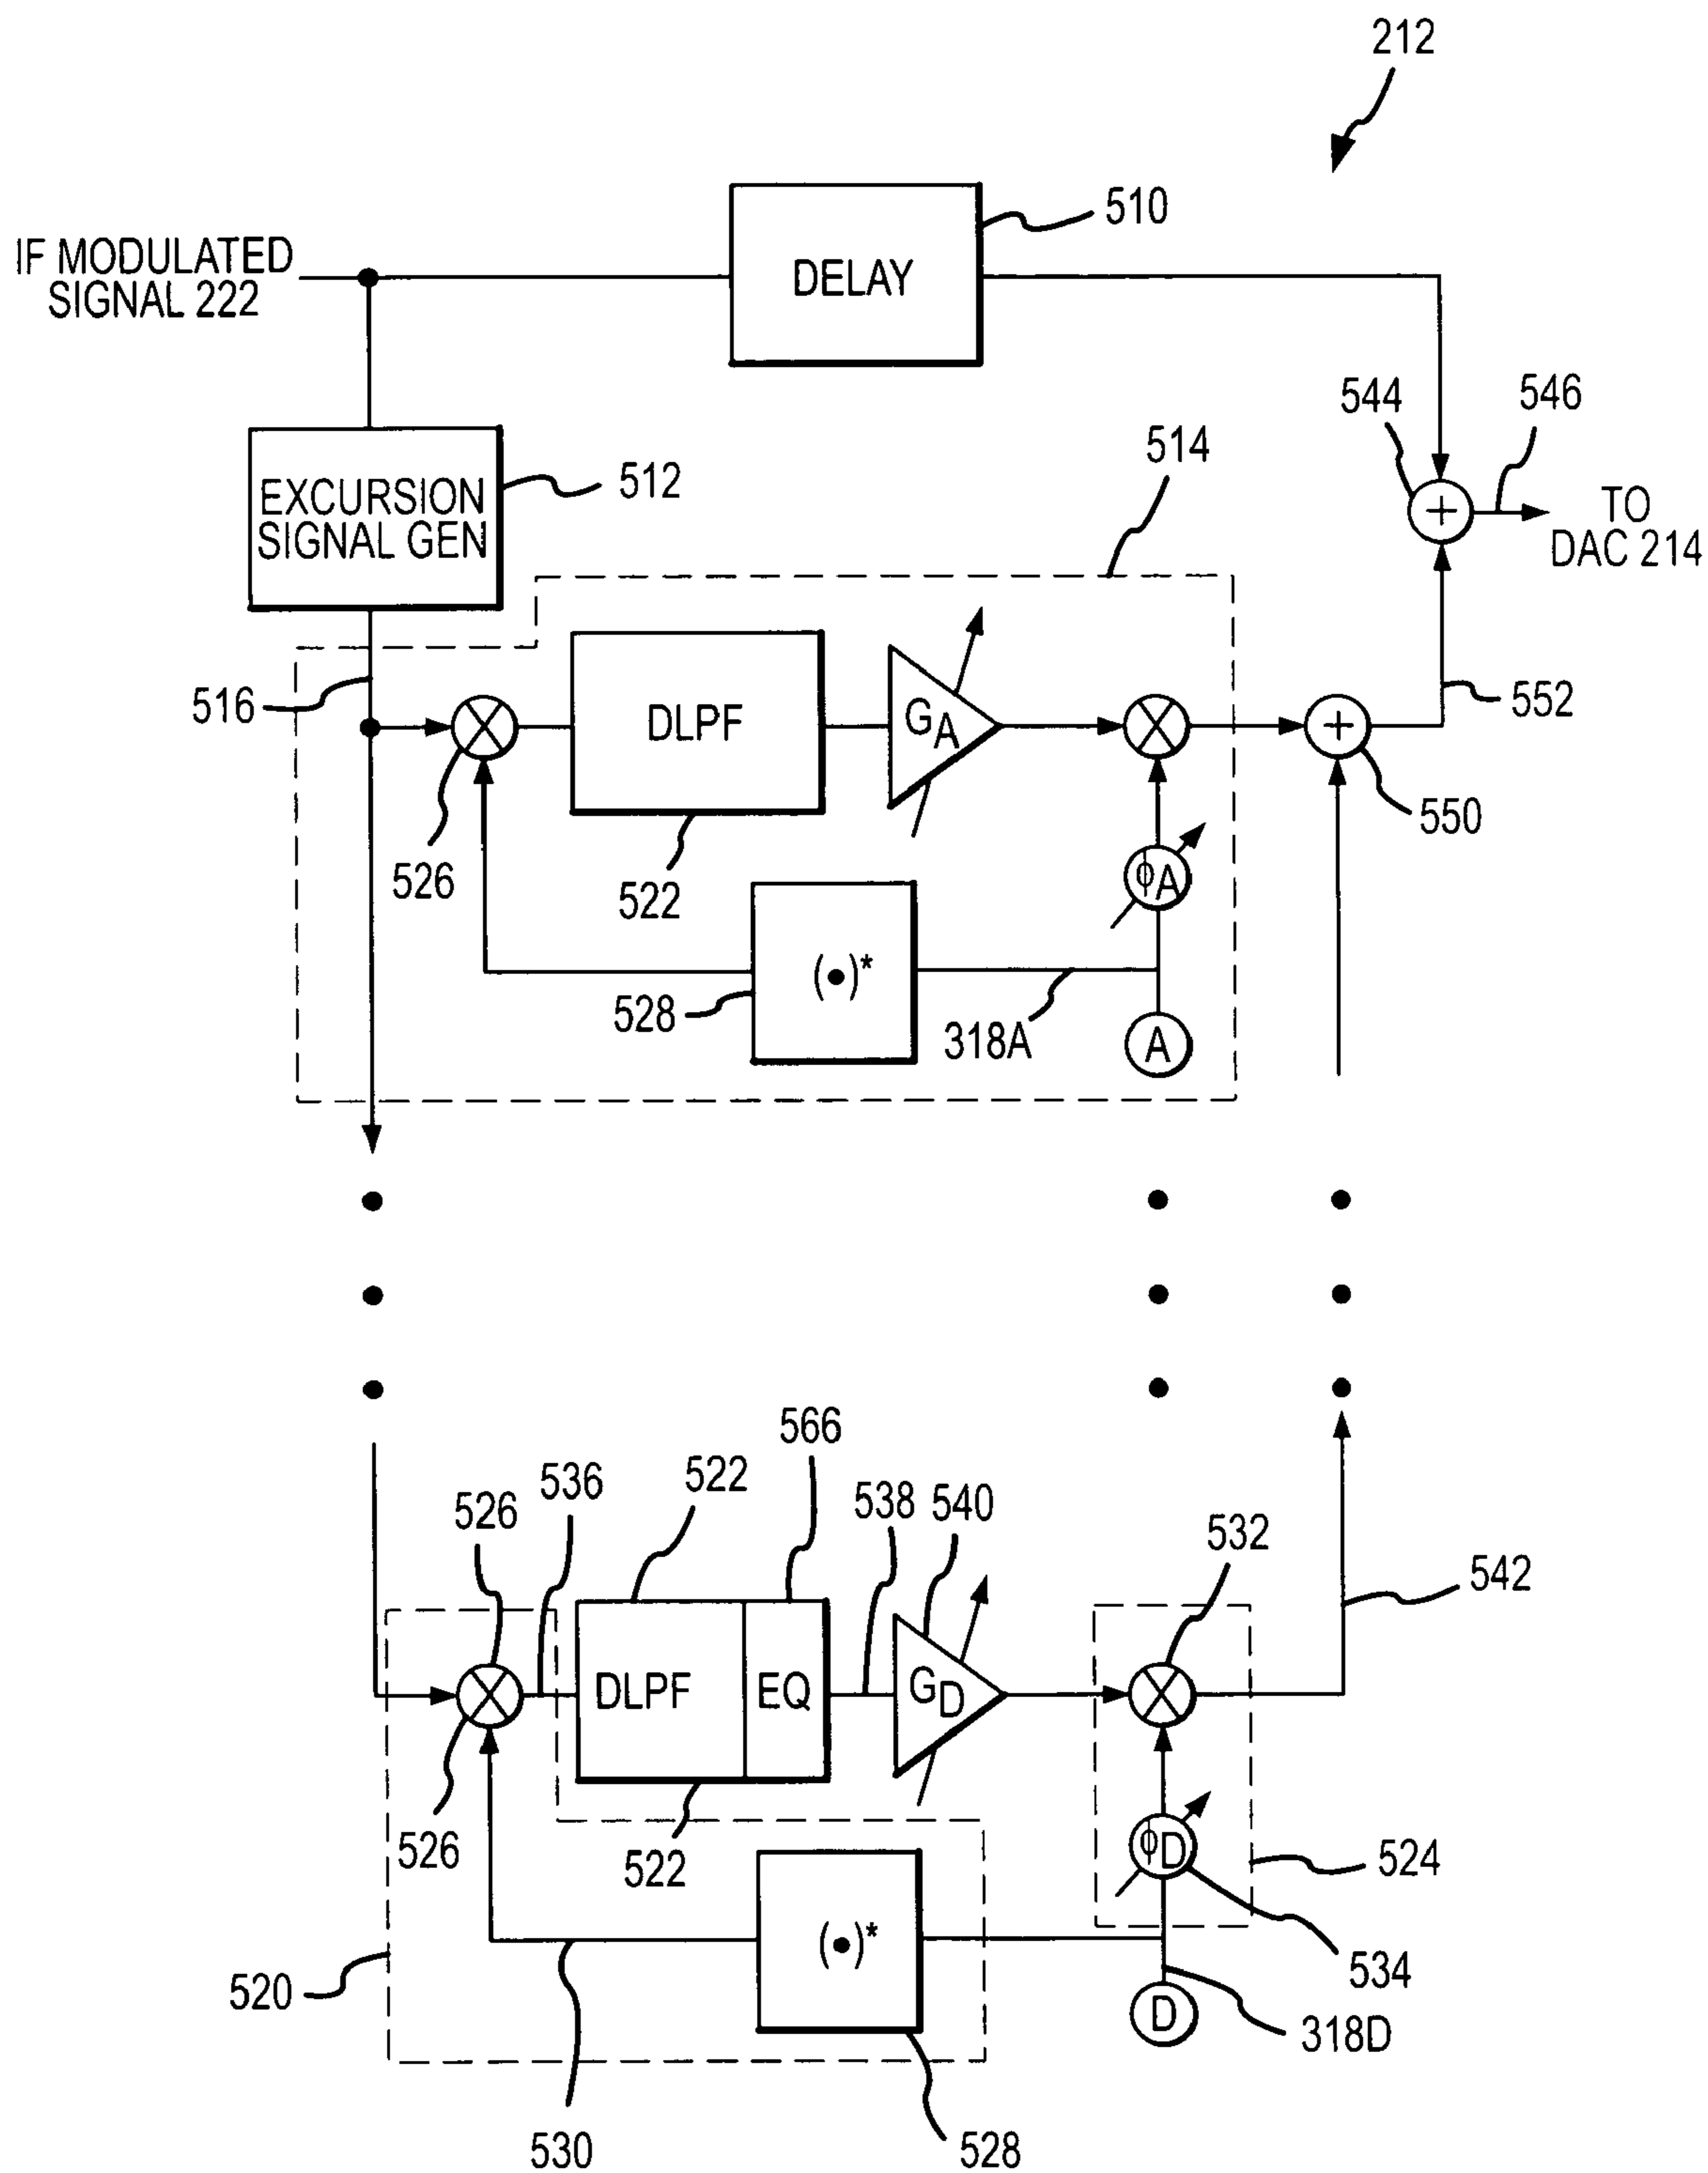 212
510
DELAY
IF MODULATED
SIGNAL 222
544
546
TO
DAC 214
+
514
512
EXCURSION
SIGNAL GEN
516
526
DLPF
522
GA
+
552
550
ϕA
528
(•)*
318A
A
566
522
536
526
538
540
532
542
DLPF
EQ
GD
526
522
ϕD
524
520
(•)*
534
D
318D
530
528